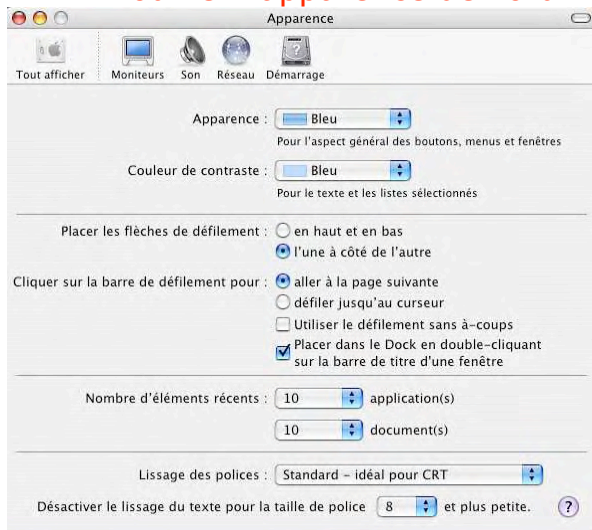 Apparence
Tout afficher Moniteurs Son Réseau Démarrage
Apparence : Bleu
Pour l'aspect général des boutons, menus et fenêtres
Couleur de contraste : Bleu
Pour le texte et les listes sélectionnés
Placer les flèches de défilement : en haut et en bas
l'une à côté de l'autre
Cliquer sur la barre de défilement pour : aller à la page suivante
défiler jusqu'au curseur
Utiliser le défilement sans à-coups
Placer dans le Dock en double-cliquant
sur la barre de titre d'une fenêtre
Nombre d'éléments récents : 10 application(s)
10 document(s)
Lissage des polices : Standard – idéal pour CRT
Désactiver le lissage du texte pour la taille de police 8 et plus petite. ?